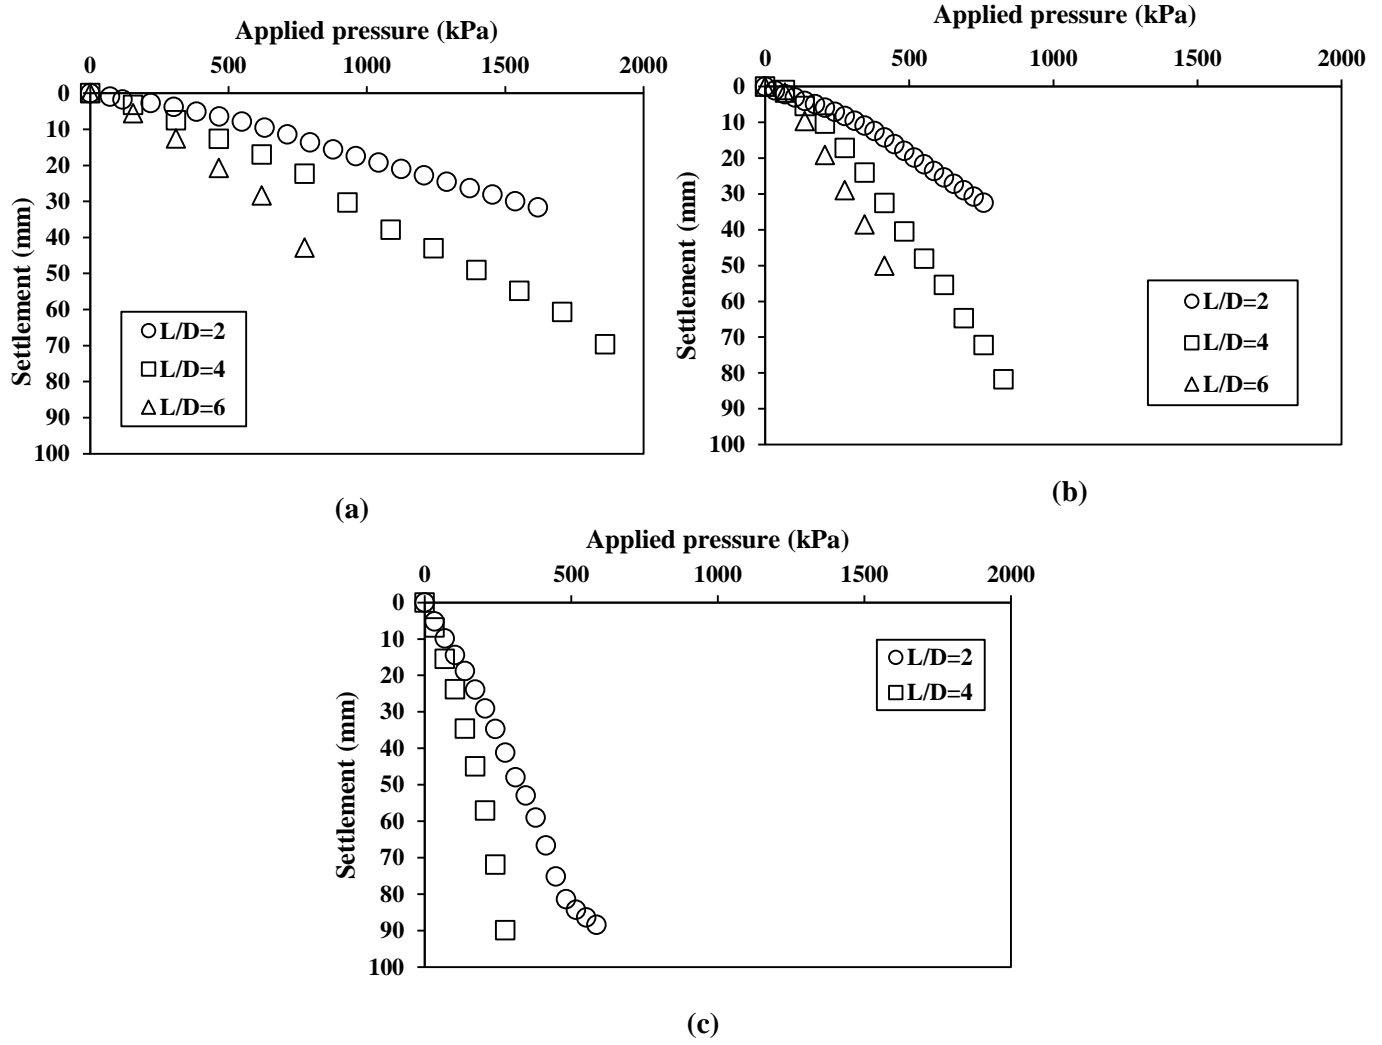 Applied pressure (kPa)
0 500 1000 1500 2000
0
10
20
30
40
50
60
70
80
90
100
Settlement (mm)
L/D=2
L/D=4
L/D=6
(a)
Applied pressure (kPa)
0 500 1000 1500 2000
0
10
20
30
40
50
60
70
80
90
100
Settlement (mm)
L/D=2
L/D=4
L/D=6
(b)
Applied pressure (kPa)
0 500 1000 1500 2000
0
10
20
30
40
50
60
70
80
90
100
Settlement (mm)
L/D=2
L/D=4
(c)